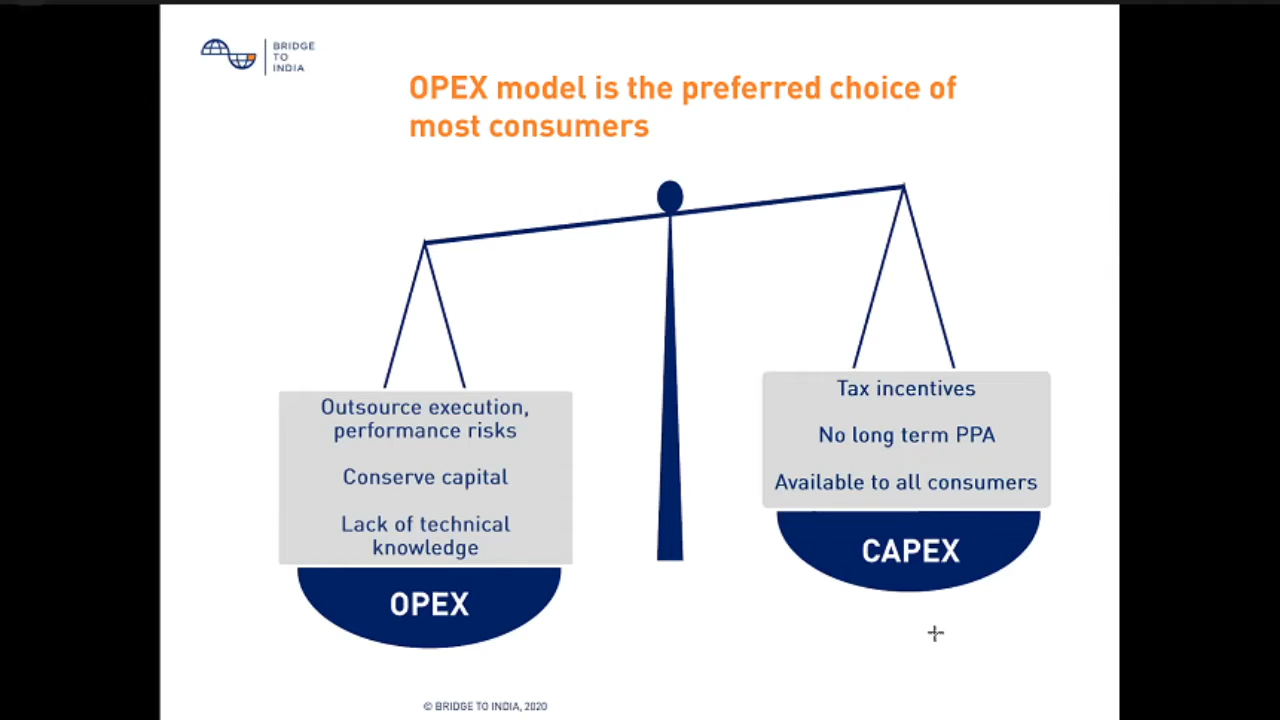 BRIDGE
TO
INDIA
OPEX model is the preferred choice of
most consumers
Outsource execution,
performance risks
Conserve capital
Lack of technical
knowledge
OPEX
Tax incentives
No long term PPA
Available to all consumers
CAPEX
© BRIDGE TO INDIA, 2020